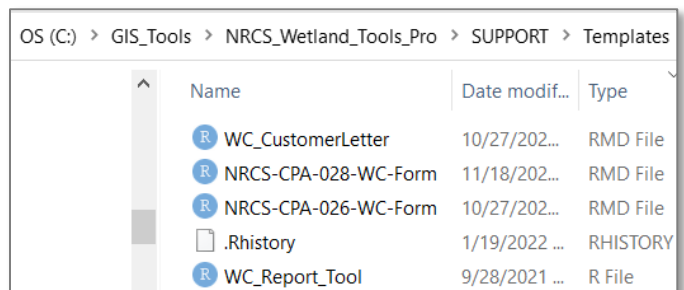 OS (C:) > GIS_Tools > NRCS_Wetland_Tools_Pro > SUPPORT > Templates
Name Date modif... Type
R WC_CustomerLetter 10/27/202... RMD File
R NRCS-CPA-028-WC-Form 11/18/202... RMD File
R NRCS-CPA-026-WC-Form 10/27/202... RMD File
.Rhistory 1/19/2022 ... RHISTORY
R WC_Report_Tool 9/28/2021 ... R File